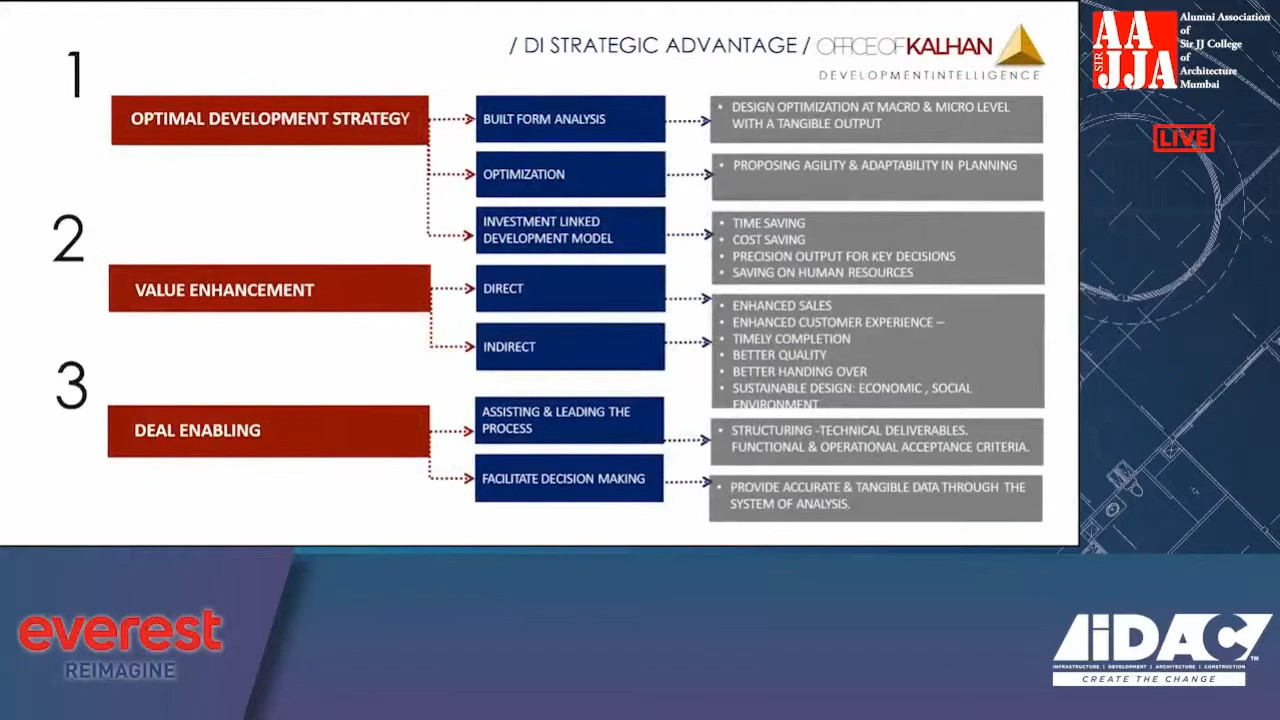 1
/ DI STRATEGIC ADVANTAGE / OFFICEOFKALHAN
DEVELOPMENTINTELLIGENCE
OPTIMAL DEVELOPMENT STRATEGY
BUILT FORM ANALYSIS
• DESIGN OPTIMIZATION AT MACRO & MICRO LEVEL
WITH A TANGIBLE OUTPUT
OPTIMIZATION
• PROPOSING AGILITY & ADAPTABILITY IN PLANNING
INVESTMENT LINKED
DEVELOPMENT MODEL
• TIME SAVING
• COST SAVING
• PRECISION OUTPUT FOR KEY DECISIONS
• SAVING ON HUMAN RESOURCES
2
VALUE ENHANCEMENT
DIRECT
INDIRECT
• ENHANCED SALES
• ENHANCED CUSTOMER EXPERIENCE –
• TIMELY COMPLETION
• BETTER QUALITY
• BETTER HANDING OVER
• SUSTAINABLE DESIGN: ECONOMIC , SOCIAL
ENVIRONMENT
3
DEAL ENABLING
ASSISTING & LEADING THE
PROCESS
• STRUCTURING -TECHNICAL DELIVERABLES.
FUNCTIONAL & OPERATIONAL ACCEPTANCE CRITERIA.
FACILITATE DECISION MAKING
• PROVIDE ACCURATE & TANGIBLE DATA THROUGH THE
SYSTEM OF ANALYSIS.
SIR
AA
JJA
Alumni Association
of
Sir JJ College
of
Architecture
Mumbai
LIVE
everest
REIMAGINE
iDAC TM
INFRASTRUCTURE | DEVELOPMENT | ARCHITECTURE | CONSTRUCTION
CREATE THE CHANGE